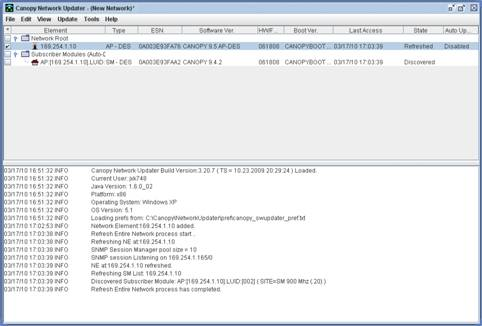 Canopy Network Updater - (New Network)*
File Edit View Update Tools Help
* Element Type ESN Software Ver. HW/F... Boot Ver. Last Access State Auto Up...
Network Root
169.254.1.10 AP - DES 0A003E93FA76 CANOPY 9.5 AP-DES 061808 CANOPYBOOT ... 03/17/10 17:03:39 Refreshed Disabled
Subscriber Modules (Auto-D
AP:[169.254.1.10].LUID: SM - DES 0A003E93FAA2 CANOPY 9.4.2 061808 CANOPYBOOT ... 03/17/10 17:03:39 Discovered
03/17/10 16:51:32 INFO Canopy Network Updater Build Version:3.20.7 ( TS = 10.23.2009.20:29:24 ) Loaded.
03/17/10 16:51:32 INFO Current User: jxk748
03/17/10 16:51:32 INFO Java Version: 1.6.0_02
03/17/10 16:51:32 INFO Platform: x86
03/17/10 16:51:32 INFO Operating System: Windows XP
03/17/10 16:51:32 INFO OS Version: 5.1
03/17/10 16:51:32 INFO Loading prefs from: C:\Canopy\NetworkUpdater\pref\canopy_swupdater_pref.txt
03/17/10 17:02:53 INFO Network Element:169.254.1.10 added.
03/17/10 17:03:38 INFO Refresh Entire Network process start...
03/17/10 17:03:38 INFO Refreshing NE at:169.254.1.10
03/17/10 17:03:39 INFO SNMP Session Manager pool size = 10
03/17/10 17:03:39 INFO SNMP session Listening on 169.254.1.165/0
03/17/10 17:03:39 INFO NE at:169.254.1.10 refreshed.
03/17/10 17:03:39 INFO Refreshing SM List: 169.254.1.10
03/17/10 17:03:39 INFO Discovered Subscriber Module: AP:[169.254.1.10].LUID:[002] ( SITE=SM 900 Mhz (.20) )
03/17/10 17:03:39 INFO Refresh Entire Network process has completed.